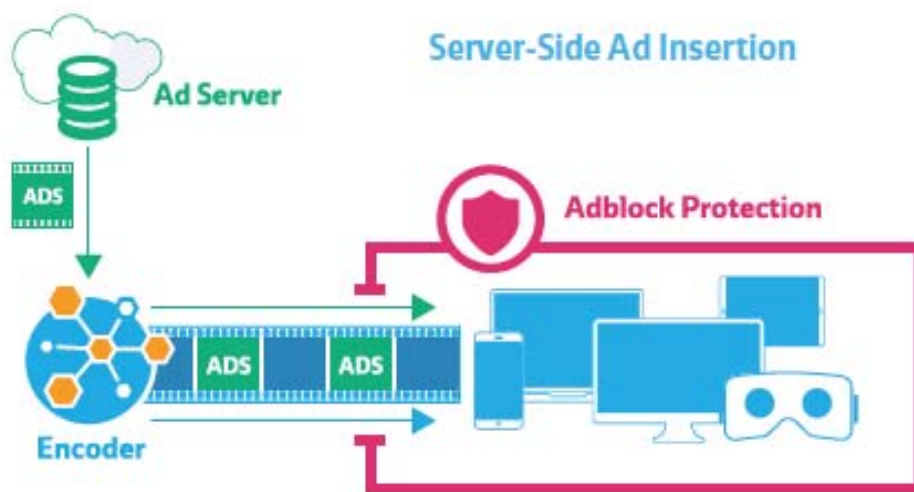 Server-Side Ad Insertion
Ad Server
ADS
Adblock Protection
ADS
ADS
Encoder